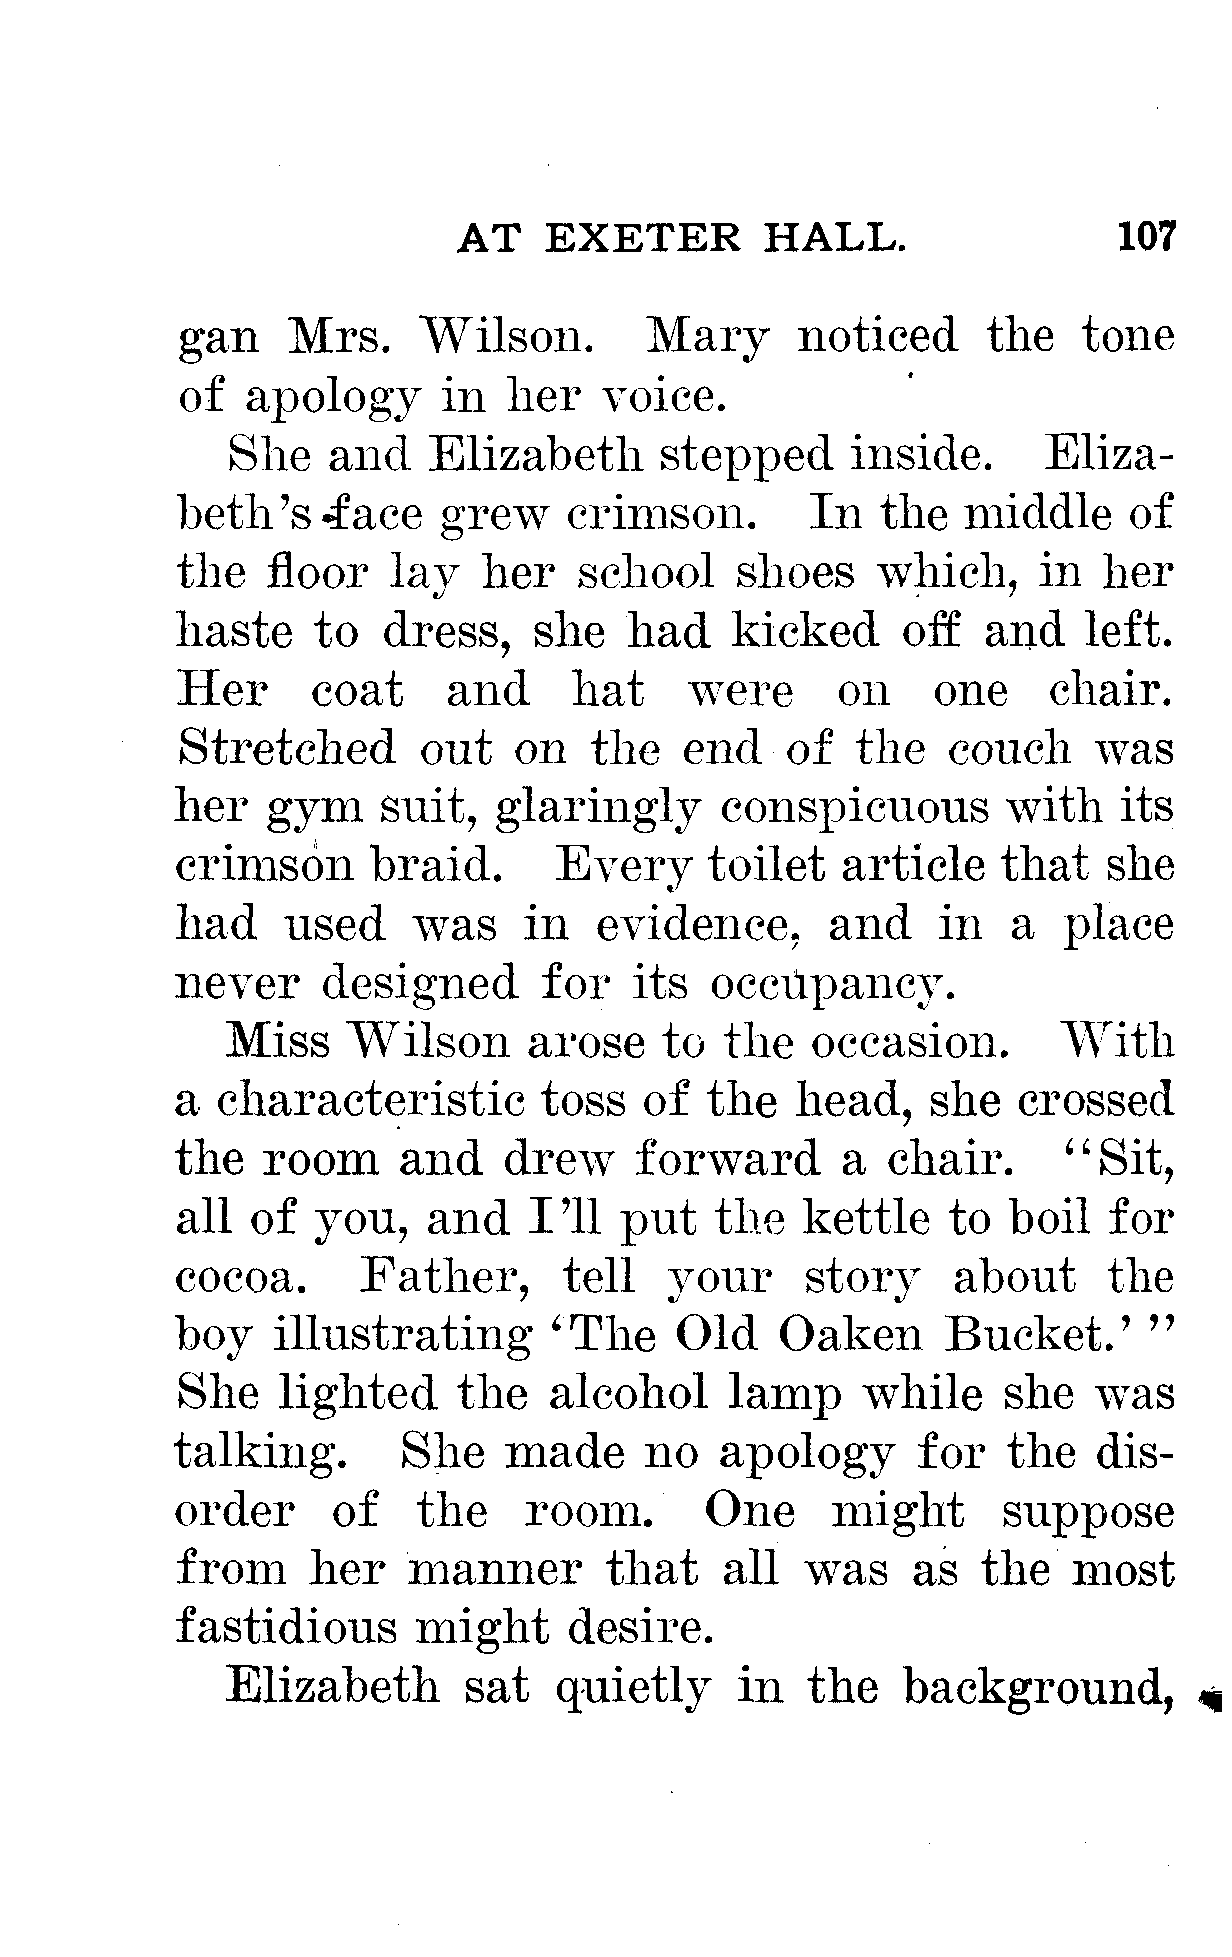 AT EXETER HALL. 107
gan Mrs. Wilson. Mary noticed the tone
of apology in her voice.
She and Elizabeth stepped inside. Eliza-
beth's face grew crimson. In the middle of
the floor lay her school shoes which, in her
haste to dress, she had kicked off and left.
Her coat and hat were on one chair.
Stretched out on the end of the couch was
her gym suit, glaringly conspicuous with its
crimson braid. Every toilet article that she
had used was in evidence, and in a place
never designed for its occupancy.
Miss Wilson arose to the occasion. With
a characteristic toss of the head, she crossed
the room and drew forward a chair. "Sit,
all of you, and I'll put the kettle to boil for
cocoa. Father, tell your story about the
boy illustrating 'The Old Oaken Bucket.' "
She lighted the alcohol lamp while she was
talking. She made no apology for the dis-
order of the room. One might suppose
from her manner that all was as the most
fastidious might desire.
Elizabeth sat quietly in the background,